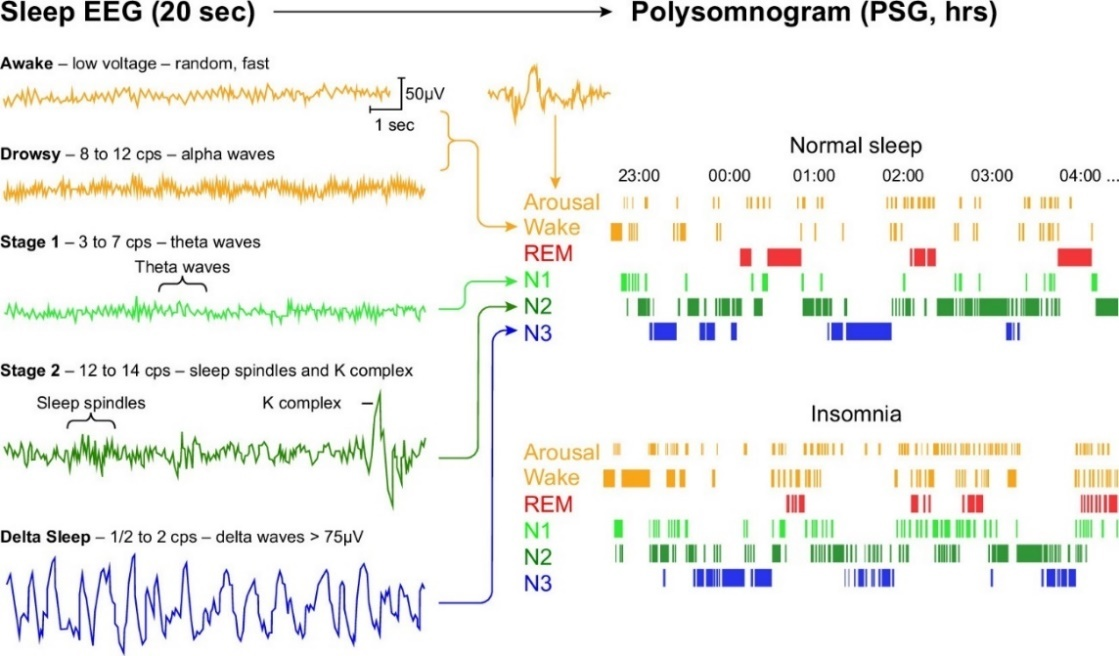 Sleep EEG (20 sec)
Polysomnogram (PSG, hrs)
Awake – low voltage – random, fast
50µV
1 sec
Drowsy – 8 to 12 cps – alpha waves
Stage 1 – 3 to 7 cps – theta waves
Theta waves
Stage 2 – 12 to 14 cps – sleep spindles and K complex
Sleep spindles
K complex
Delta Sleep – 1/2 to 2 cps – delta waves > 75µV
Normal sleep
23:00 00:00 01:00 02:00 03:00 04:00 ...
Arousal
Wake
REM
N1
N2
N3
Insomnia
Arousal
Wake
REM
N1
N2
N3